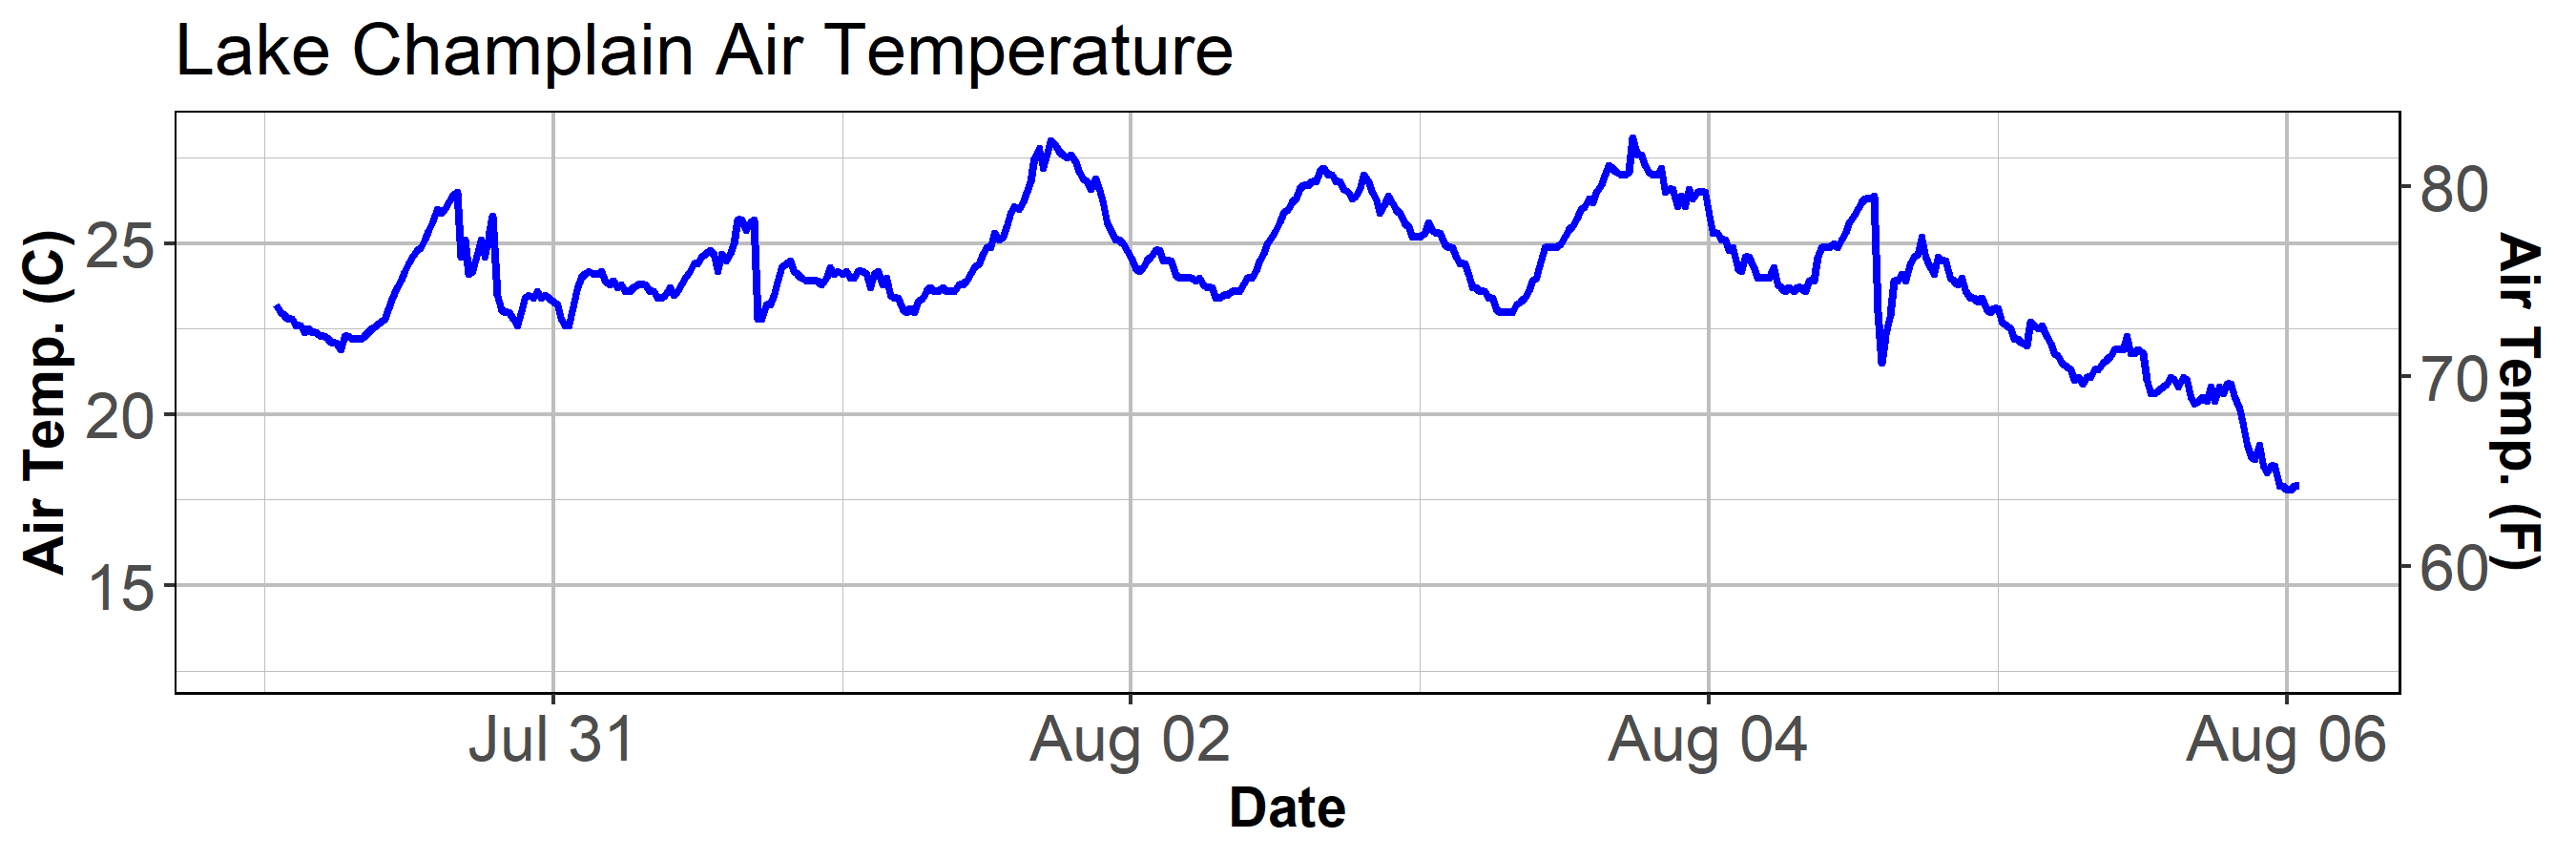 Lake Champlain Air Temperature
Air Temp. (C)
25
20
15
80
70
60
Air Temp. (F)
Jul 31
Aug 02
Aug 04
Aug 06
Date